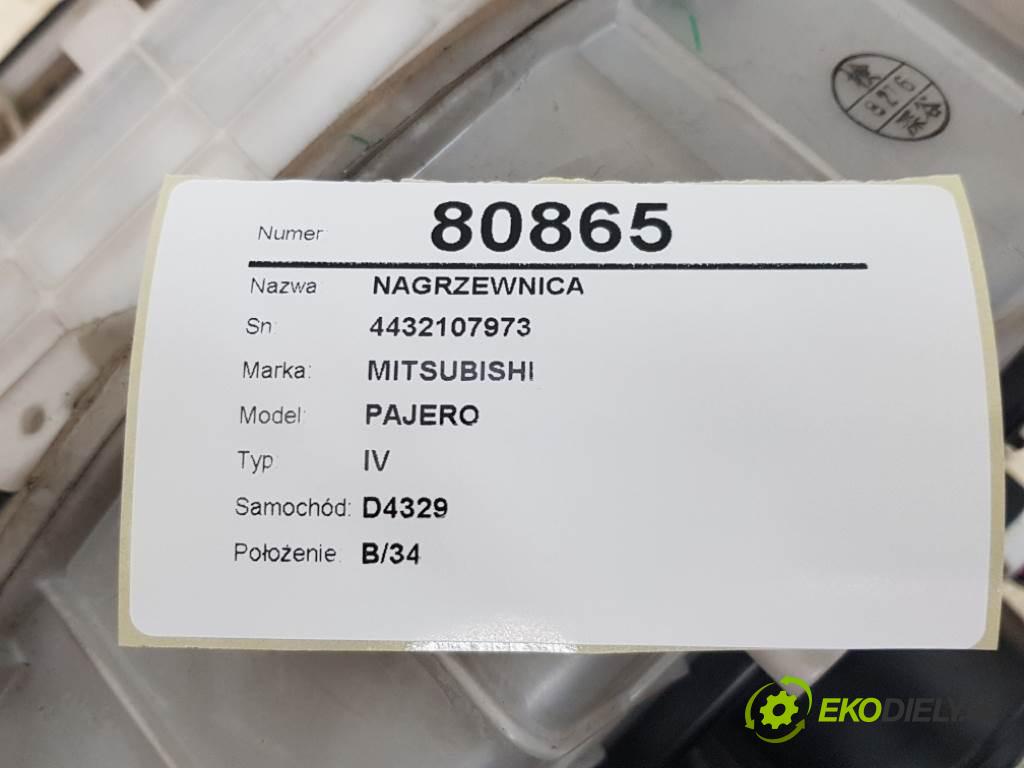 Numer: 80865
Nazwa: NAGRZEWNICA
Sn: 4432107973
Marka: MITSUBISHI
Model: PAJERO
Typ: IV
Samochód: D4329
Położenie: B/34
EKODIELY